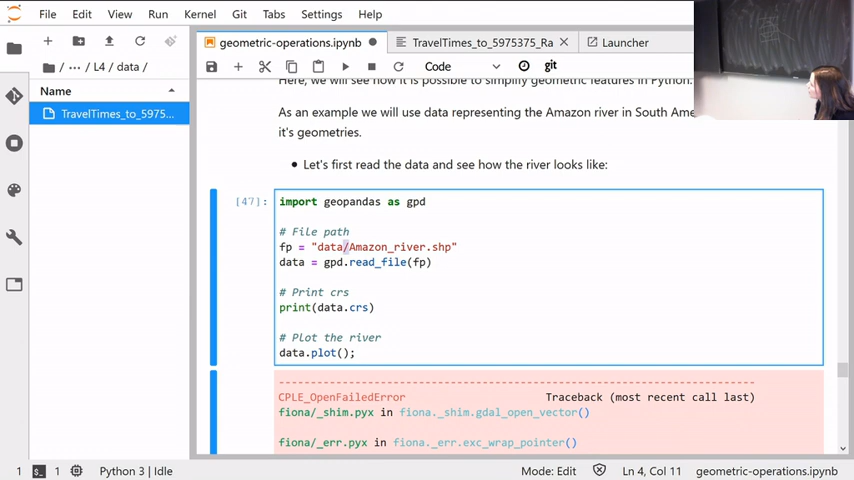 File Edit View Run Kernel Git Tabs Settings Help
geometric-operations.ipynb
TravelTimes_to_5975375_Ra
Launcher
Code
git
/ ··· / L4 / data /
Name
TravelTimes_to_5975...
Here, we will see how it is possible to simplify geometric features in Python.
As an example we will use data representing the Amazon river in South Ame
it's geometries.
• Let's first read the data and see how the river looks like:
[47]:
import geopandas as gpd
# File path
fp = "data/Amazon_river.shp"
data = gpd.read_file(fp)
# Print crs
print(data.crs)
# Plot the river
data.plot();
---------------------------------------------------------------------------
CPLE_OpenFailedError Traceback (most recent call last)
fiona/_shim.pyx in fiona._shim.gdal_open_vector()
fiona/_err.pyx in fiona._err.exc_wrap_pointer()
1 1 Python 3 | Idle Mode: Edit Ln 4, Col 11 geometric-operations.ipynb